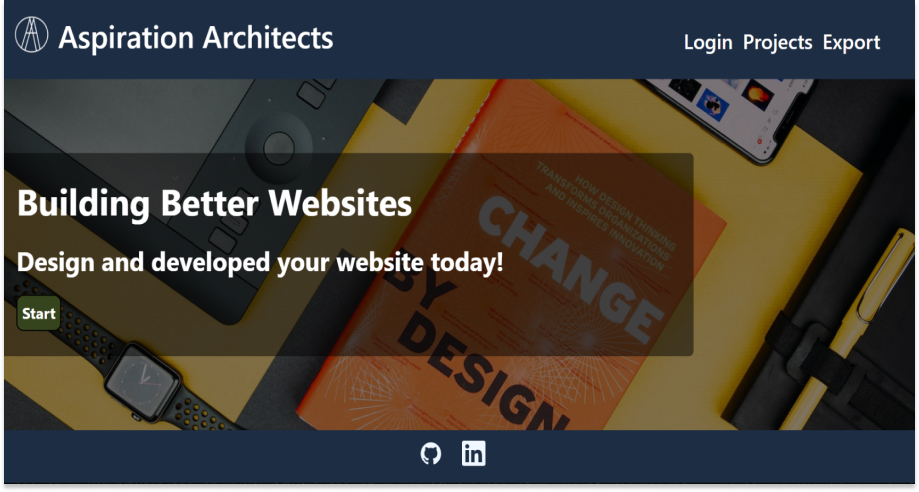 Aspiration Architects
Login Projects Export
Building Better Websites
Design and developed your website today!
Start
HOW DESIGN THINKING
TRANSFORMS ORGANIZATIONS
AND INSPIRES INNOVATION
CHANGE
BY
DESIGN
in